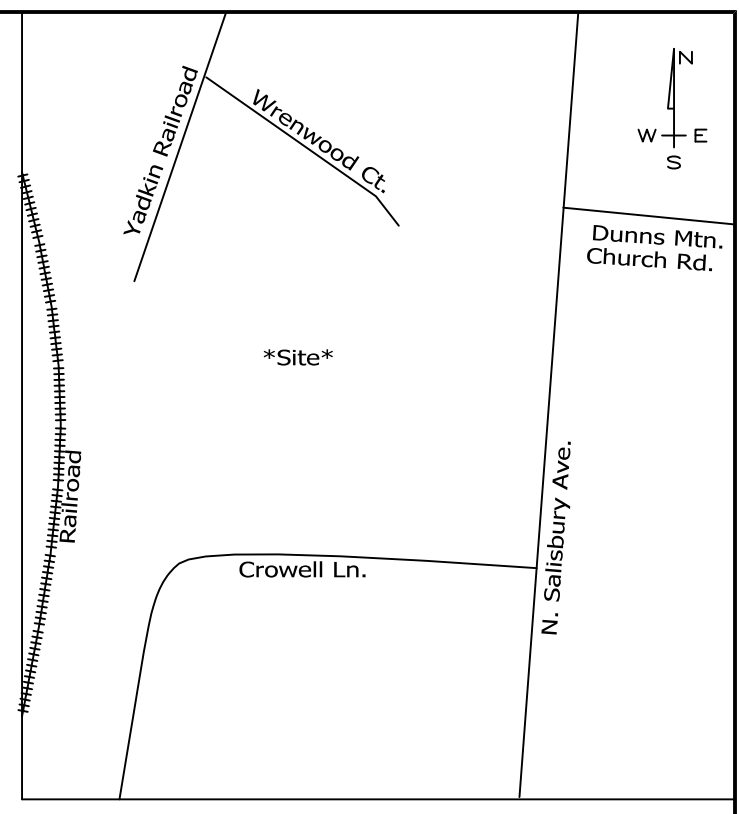 N
W E
S
Yadkin Railroad
Wrenwood Ct.
Dunns Mtn.
Church Rd.
*Site*
Railroad
N. Salisbury Ave.
Crowell Ln.